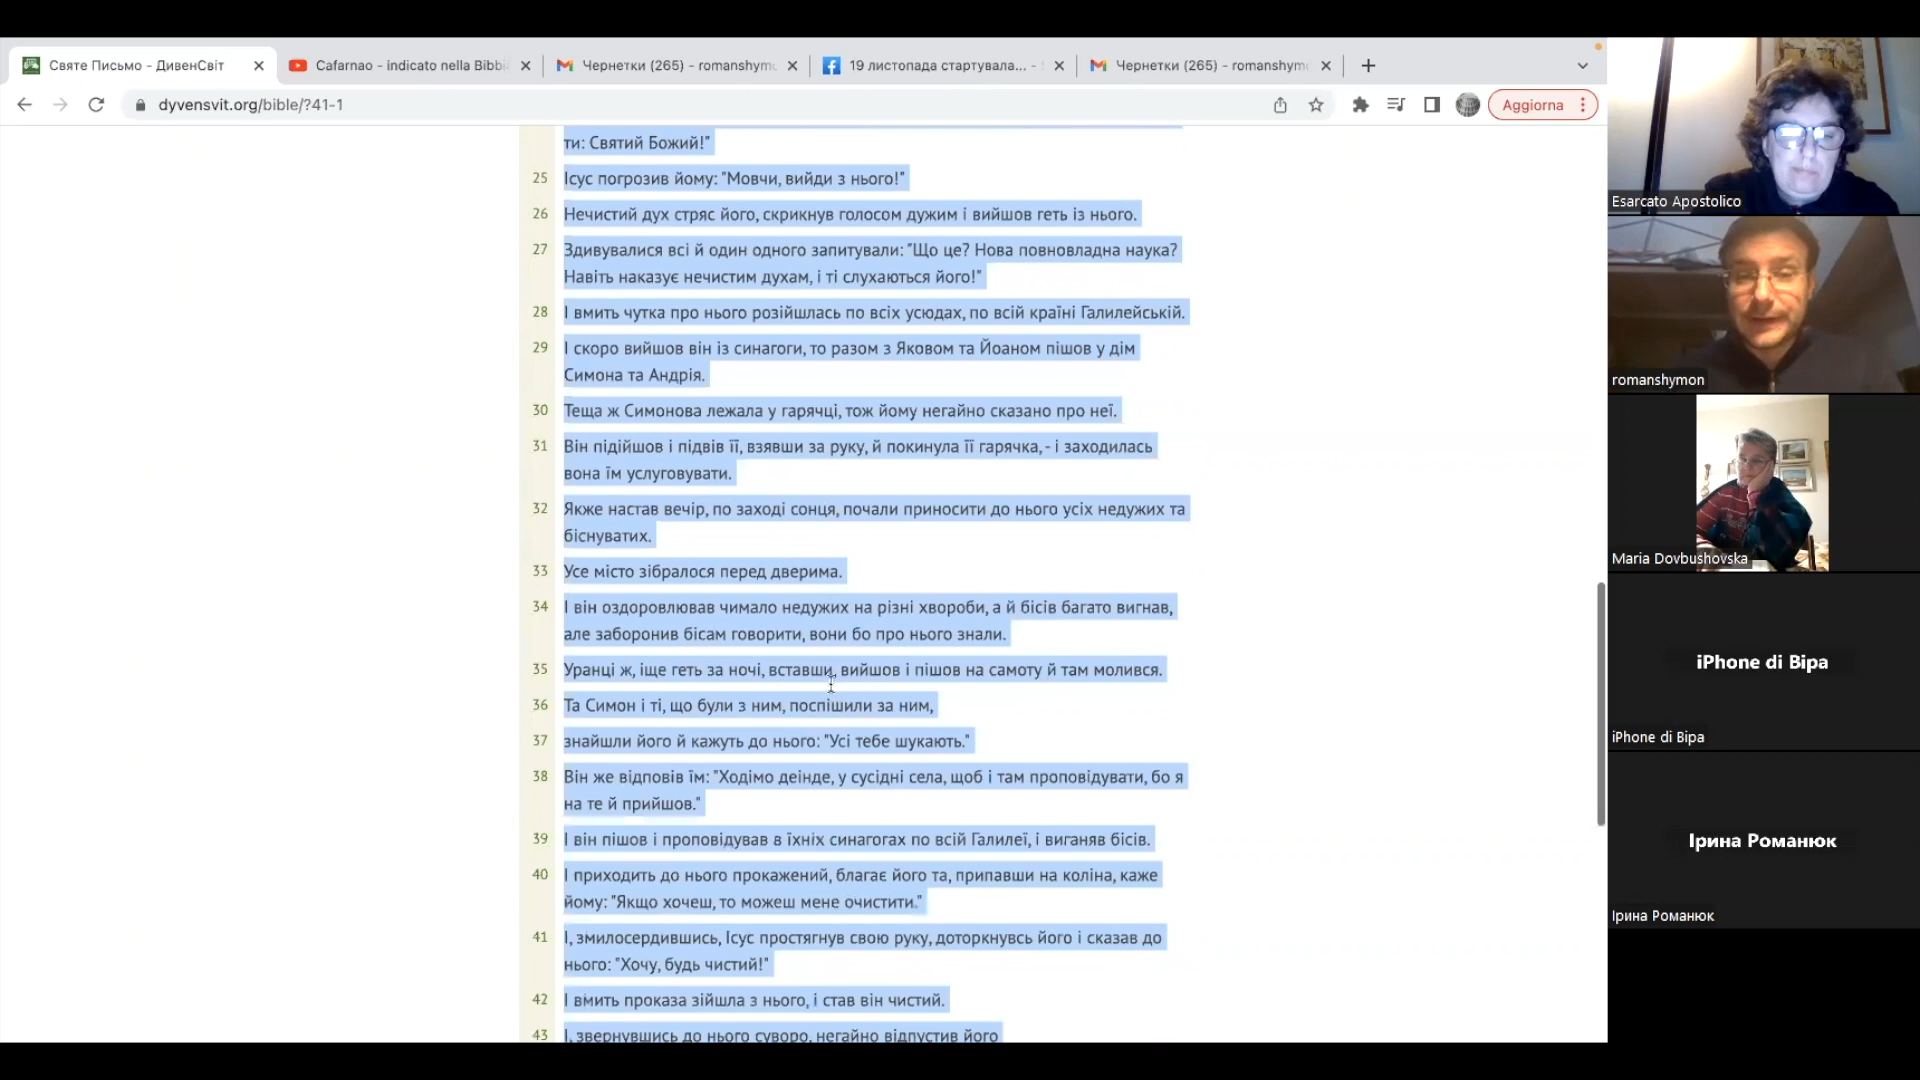 Святе Письмо - ДивенСвіт
Cafarnao - indicato nella Bibbi
Чернетки (265) - romanshym
19 листопада стартувала... -
Чернетки (265) - romanshym
dyvensvit.org/bible/?41-1
Aggiorna
ти: Святий Божий!"
25 Ісус погрозив йому: "Мовчи, вийди з нього!"
26 Нечистий дух стряс його, скрикнув голосом дужим і вийшов геть із нього.
27 Здивувалися всі й один одного запитували: "Що це? Нова повновладна наука?
Навіть наказує нечистим духам, і ті слухаються його!"
28 І вмить чутка про нього розійшлась по всіх усюдах, по всій країні Галилейській.
29 І скоро вийшов він із синагоги, то разом з Яковом та Йоаном пішов у дім
Симона та Андрія.
30 Теща ж Симонова лежала у гарячці, тож йому негайно сказано про неї.
31 Він підійшов і підвів її, взявши за руку, й покинула її гарячка, - і заходилась
вона їм услуговувати.
32 Якже настав вечір, по заході сонця, почали приносити до нього усіх недужих та
біснуватих.
33 Усе місто зібралося перед дверима.
34 І він оздоровлював чимало недужих на різні хвороби, а й бісів багато вигнав,
але заборонив бісам говорити, вони бо про нього знали.
35 Уранці ж, іще геть за ночі, вставши, вийшов і пішов на самоту й там молився.
36 Та Симон і ті, що були з ним, поспішили за ним,
37 знайшли його й кажуть до нього: "Усі тебе шукають."
38 Він же відповів їм: "Ходімо деінде, у сусідні села, щоб і там проповідувати, бо я
на те й прийшов."
39 І він пішов і проповідував в їхніх синагогах по всій Галилеї, і виганяв бісів.
40 І приходить до нього прокажений, благає його та, припавши на коліна, каже
йому: "Якщо хочеш, то можеш мене очистити."
41 І, змилосердившись, Ісус простягнув свою руку, доторкнувсь його і сказав до
нього: "Хочу, будь чистий!"
42 І вмить проказа зійшла з нього, і став він чистий.
43 І, звернувшись до нього суворо, негайно відпустив його
Esarcato Apostolico
romanshymon
Maria Dovbushovska
iPhone di Віра
iPhone di Віра
Ірина Романюк
Ірина Романюк